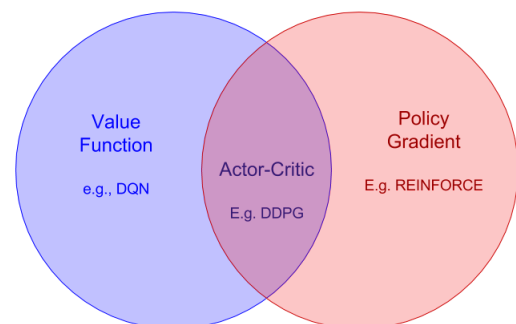 Value
Function
e.g., DQN
Actor-Critic
E.g. DDPG
Policy
Gradient
E.g. REINFORCE